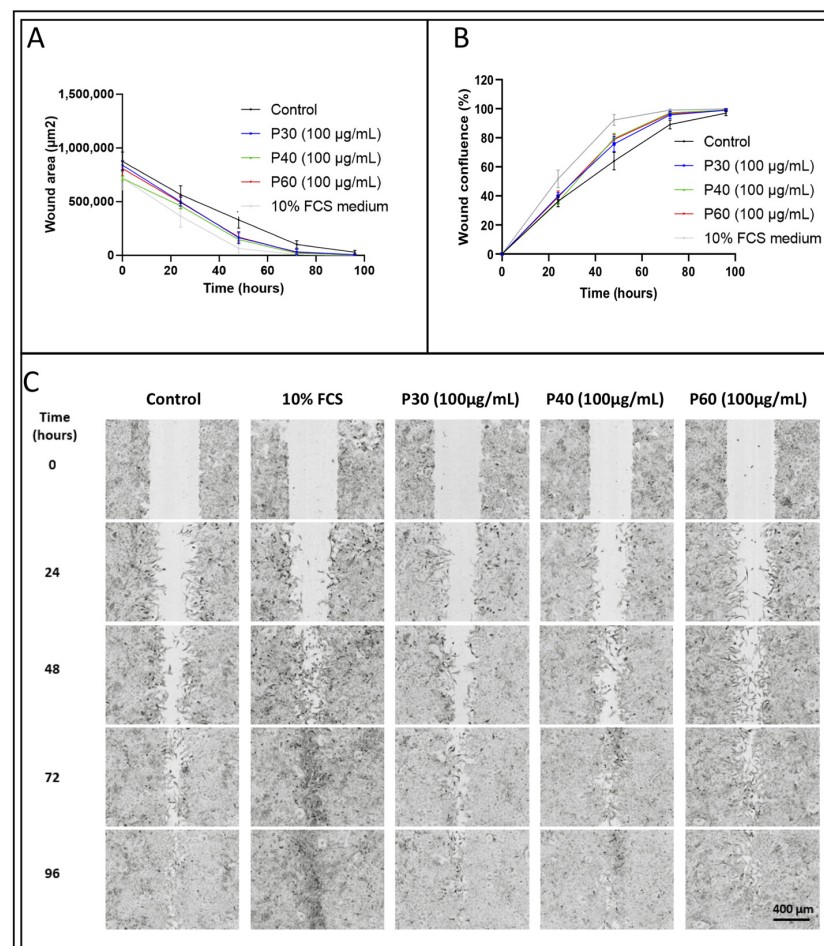 A
1,500,000
1,000,000
500,000
0
Wound area (µm2)
0 20 40 60 80 100
Time (hours)
Control
P30 (100 µg/mL)
P40 (100 µg/mL)
P60 (100 µg/mL)
10% FCS medium
B
120
100
80
60
40
20
0
Wound confluence (%)
0 20 40 60 80 100
Time (hours)
Control
P30 (100 µg/mL)
P40 (100 µg/mL)
P60 (100 µg/mL)
10% FCS medium
C
Control 10% FCS P30 (100µg/mL) P40 (100µg/mL) P60 (100µg/mL)
Time
(hours)
0
24
48
72
96
400 µm